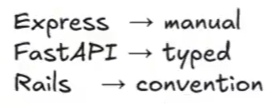 Express → manual
FastAPI → typed
Rails → convention